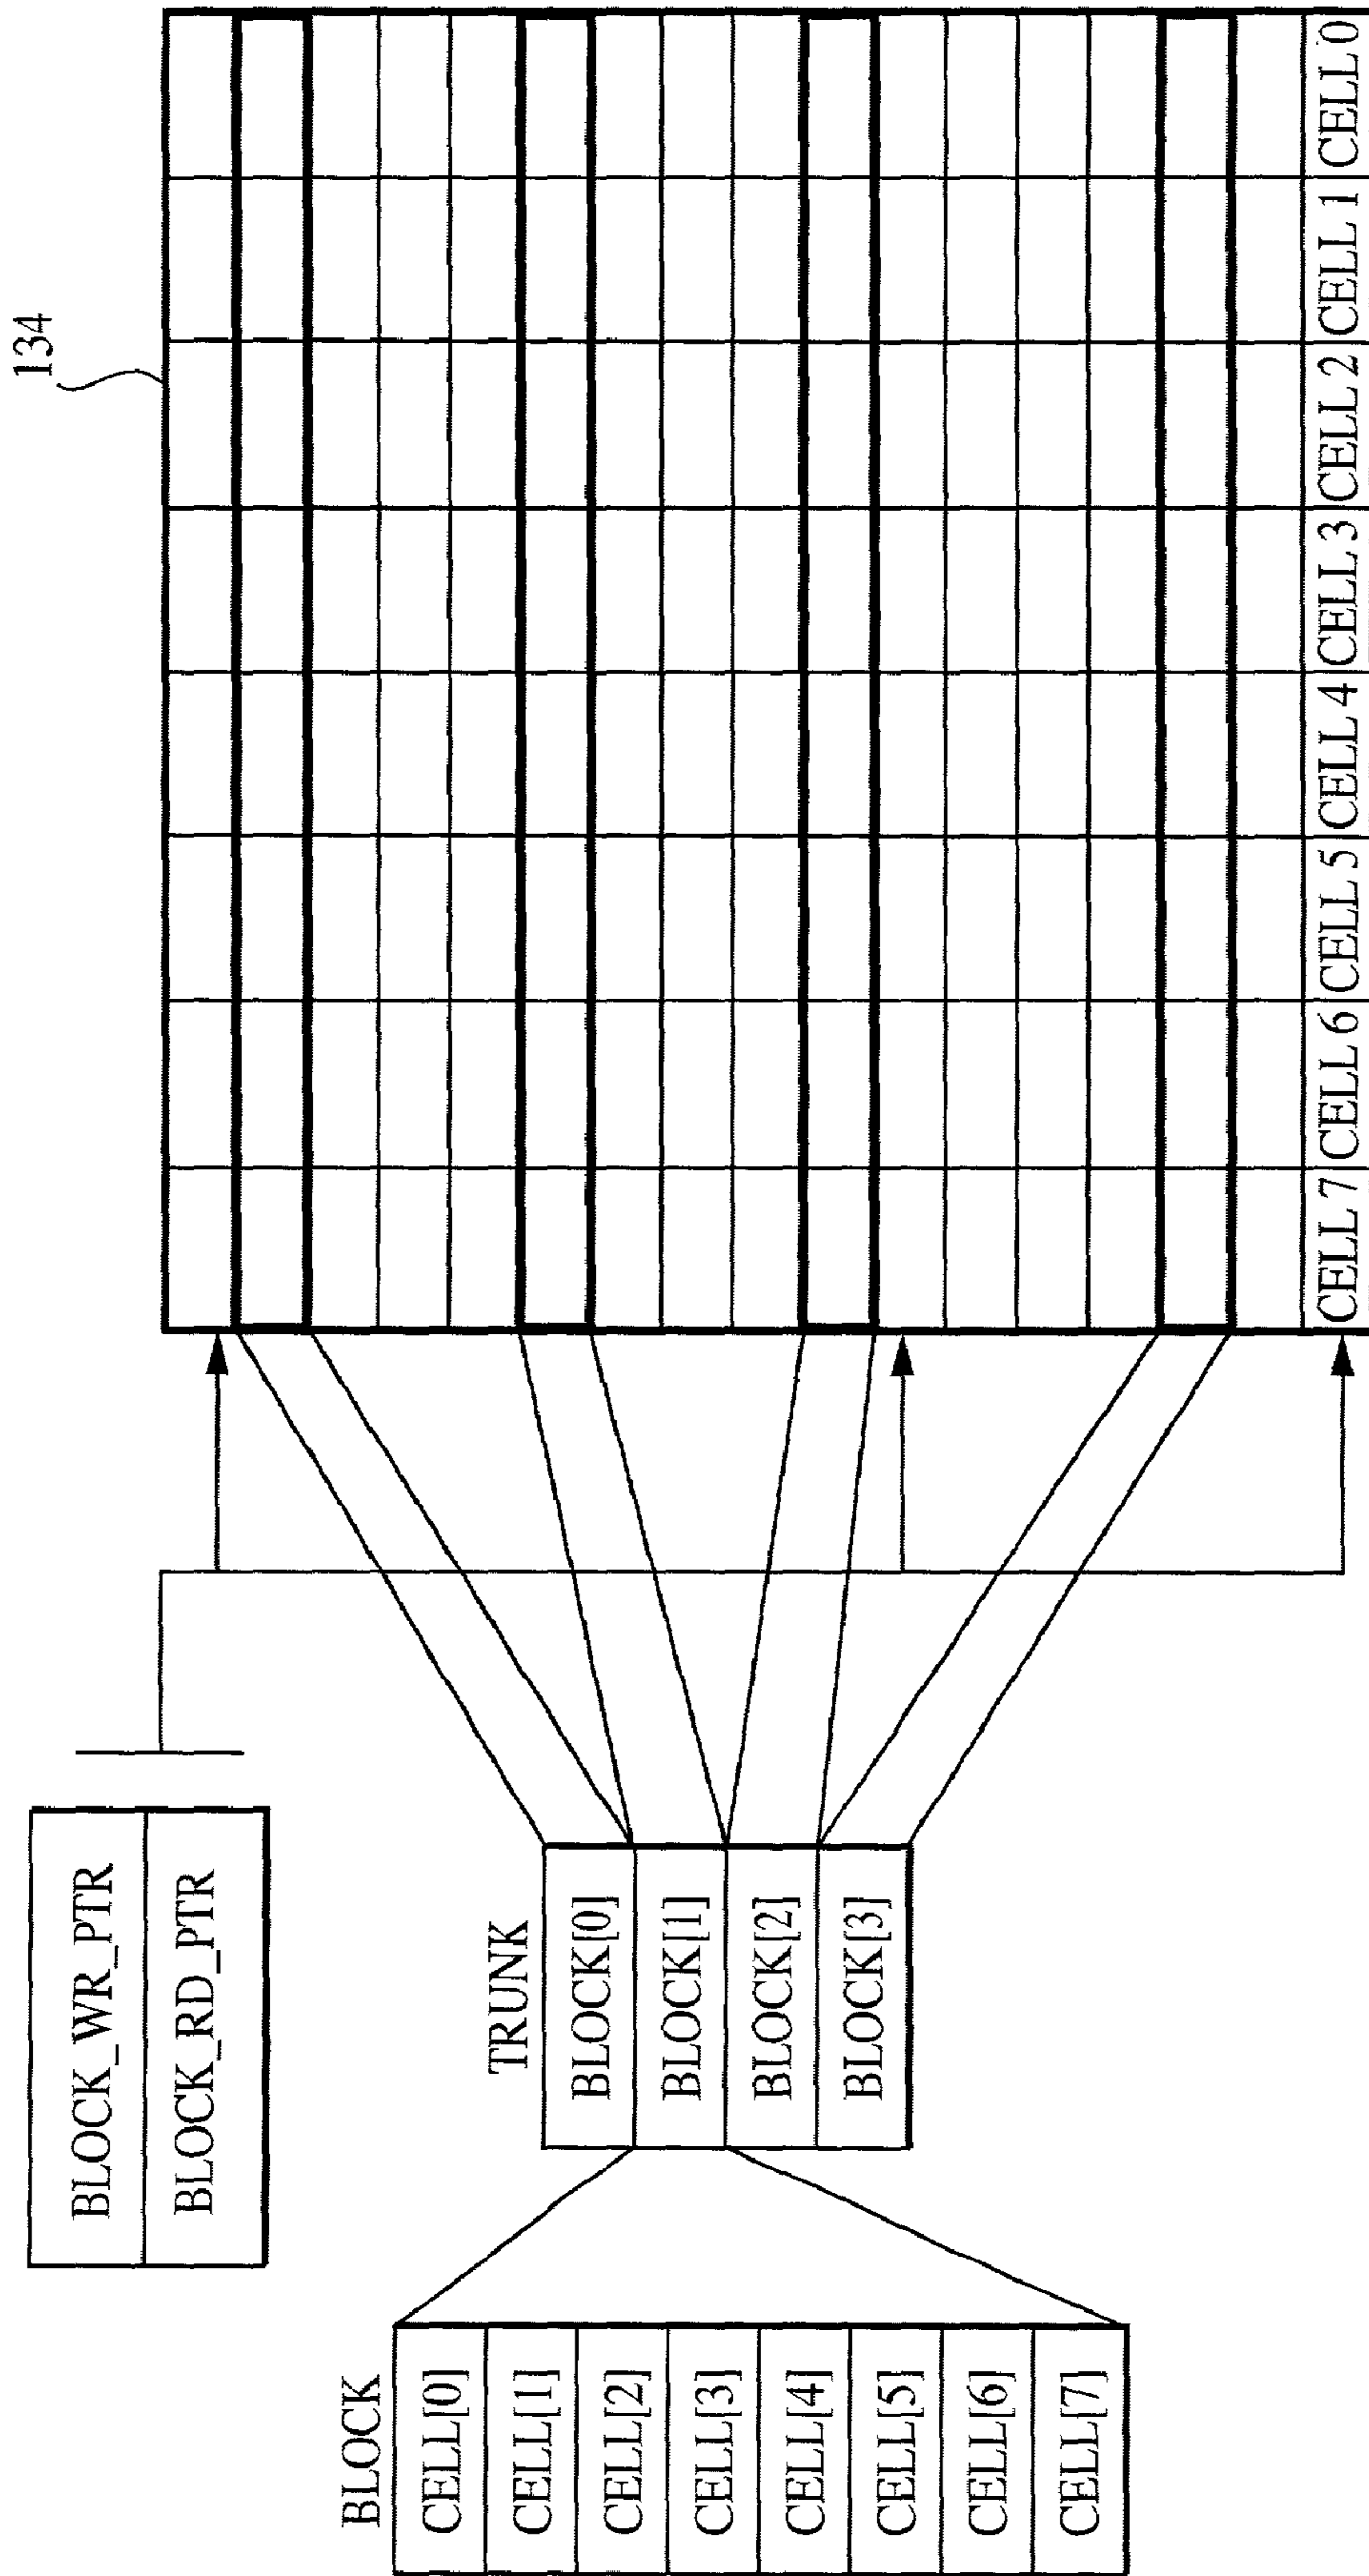 BLOCK_WR_PTR
BLOCK_RD_PTR
134
BLOCK
CELL[0]
CELL[1]
CELL[2]
CELL[3]
CELL[4]
CELL[5]
CELL[6]
CELL[7]
TRUNK
BLOCK[0]
BLOCK[1]
BLOCK[2]
BLOCK[3]
CELL 7 CELL 6 CELL 5 CELL 4 CELL 3 CELL 2 CELL 1 CELL 0